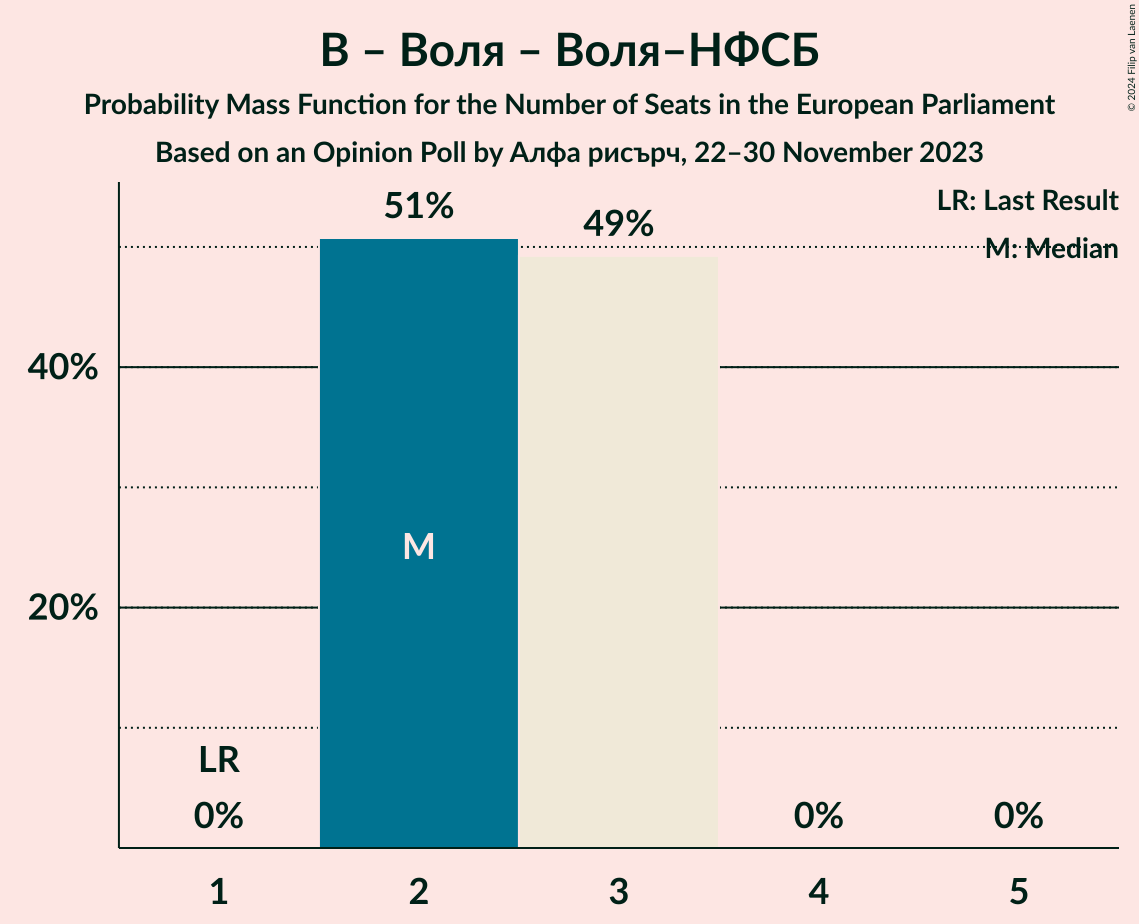 В – Воля – Воля–НФСБ
Probability Mass Function for the Number of Seats in the European Parliament
Based on an Opinion Poll by Алфа рисърч, 22–30 November 2023
© 2024 Filip van Laenen
LR: Last Result
M: Median
51%
49%
40%
M
20%
LR
0%
0%
0%
1
2
3
4
5